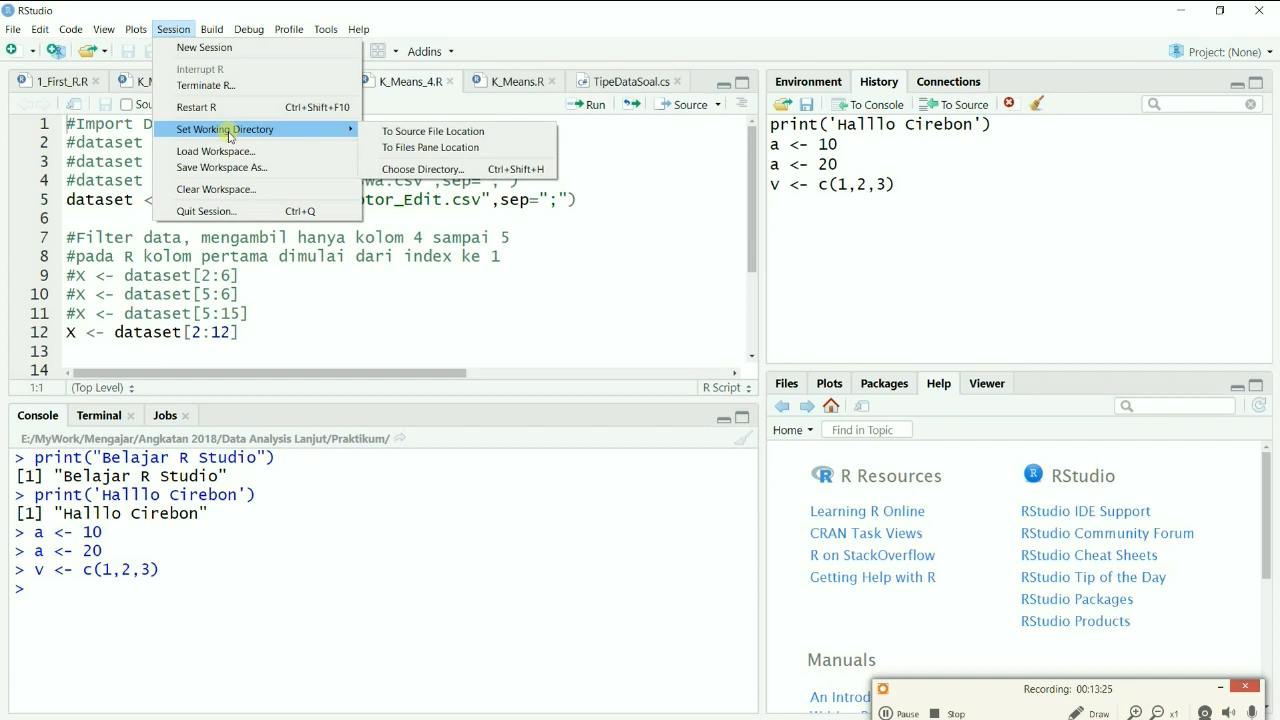 RStudio
File Edit Code View Plots Session Build Debug Profile Tools Help
Addins
Project: (None)
New Session
Interrupt R
Terminate R...
Restart R Ctrl+Shift+F10
Set Working Directory
Load Workspace...
Save Workspace As...
Clear Workspace...
Quit Session... Ctrl+Q
To Source File Location
To Files Pane Location
Choose Directory... Ctrl+Shift+H
1_First_R.R K_Means_4.R K_Means.R TipeDataSoal.cs
Run Source
1 #Import D
2 #dataset
3 #dataset
4 #dataset
5 dataset < tor_Edit.csv",sep=";")
6
7 #Filter data, mengambil hanya kolom 4 sampai 5
8 #pada R kolom pertama dimulai dari index ke 1
9 #X <- dataset[2:6]
10 #X <- dataset[5:6]
11 #X <- dataset[5:15]
12 X <- dataset[2:12]
13
14
1:1 (Top Level) R Script
Console Terminal Jobs
E:/MyWork/Mengajar/Angkatan 2018/Data Analysis Lanjut/Praktikum/
> print("Belajar R Studio")
[1] "Belajar R Studio"
> print('Halllo Cirebon')
[1] "Halllo Cirebon"
> a <- 10
> a <- 20
> v <- c(1,2,3)
>
Environment History Connections
To Console To Source
print('Halllo Cirebon')
a <- 10
a <- 20
v <- c(1,2,3)
Files Plots Packages Help Viewer
Home Find in Topic
R Resources
Learning R Online
CRAN Task Views
R on StackOverflow
Getting Help with R
RStudio
RStudio IDE Support
RStudio Community Forum
RStudio Cheat Sheets
RStudio Tip of the Day
RStudio Packages
RStudio Products
Manuals
An Introd
Recording: 00:13:25
Pause Stop Draw x1